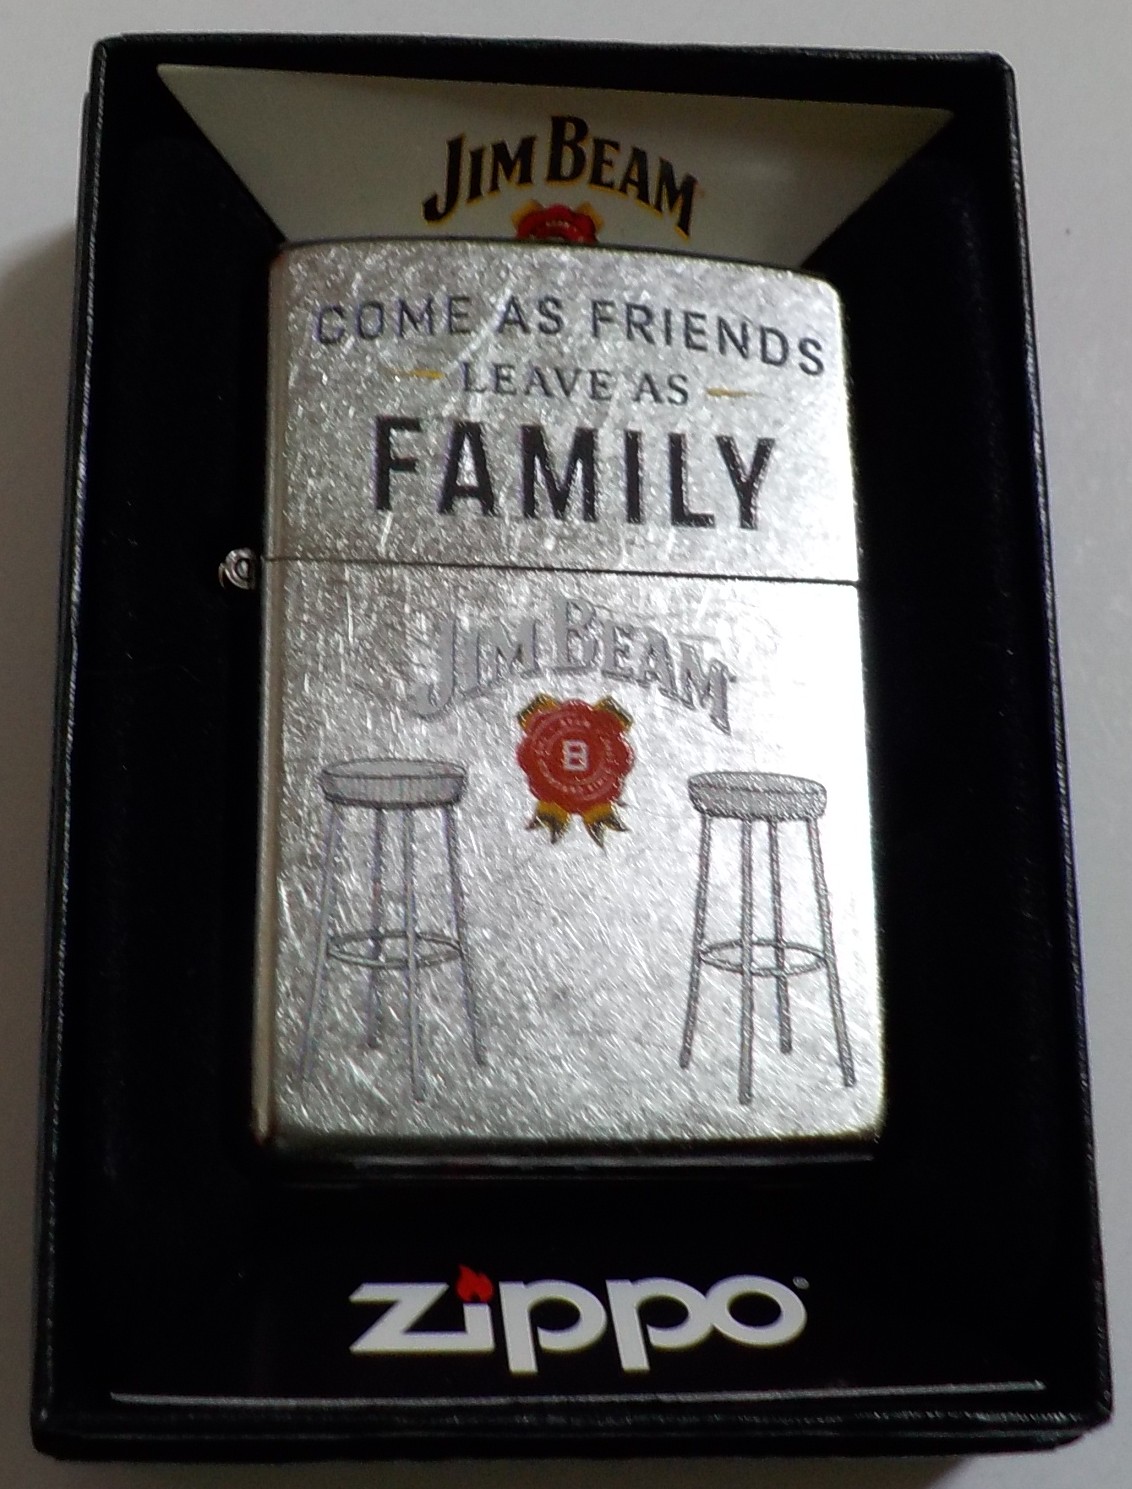 JIM BEAM
COME AS FRIENDS
LEAVE AS
FAMILY
JIM BEAM
B
zippo